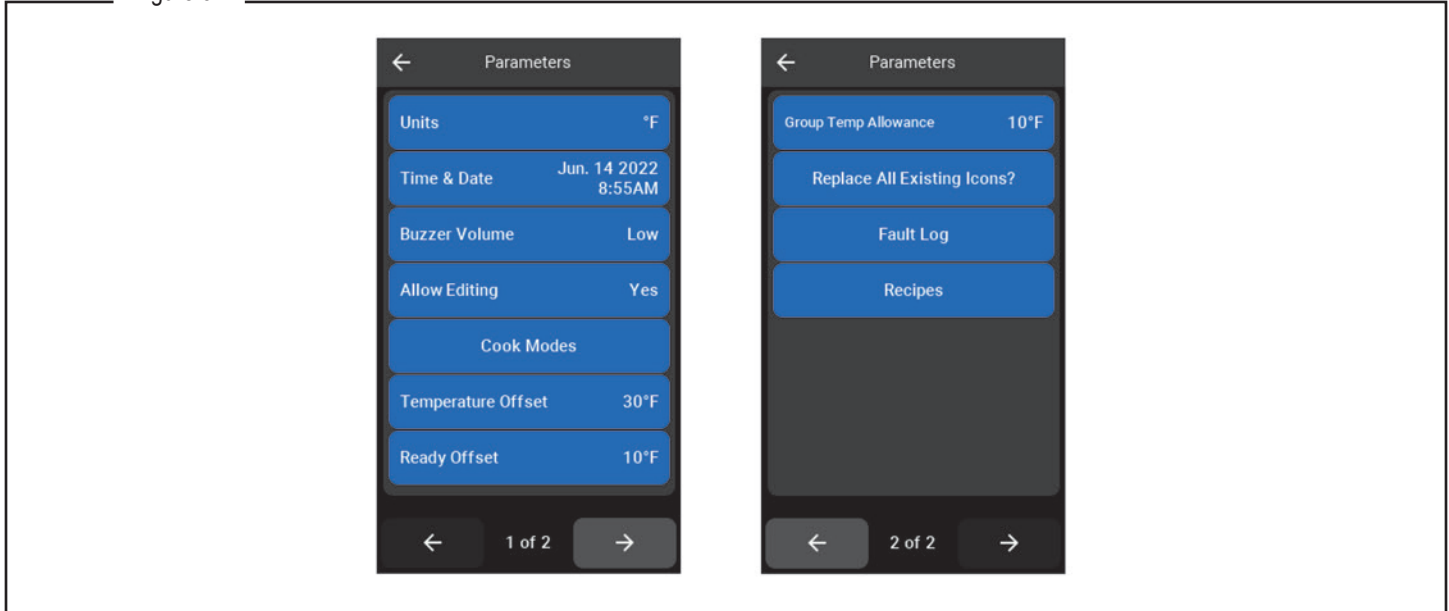 Parameters
Units °F
Time & Date Jun. 14 2022
8:55AM
Buzzer Volume Low
Allow Editing Yes
Cook Modes
Temperature Offset 30°F
Ready Offset 10°F
1 of 2
Parameters
Group Temp Allowance 10°F
Replace All Existing Icons?
Fault Log
Recipes
2 of 2